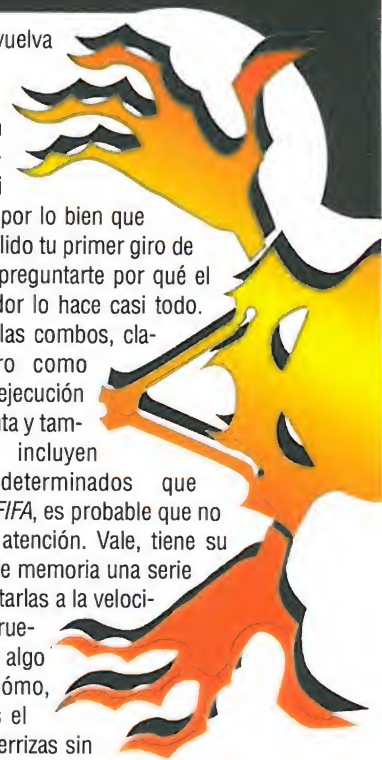 vuelva
por lo bien que
lido tu primer giro de
preguntarte por qué el
dor lo hace casi todo.
las combos, cla-
ro como
ejecución
ta y tam-
incluyen
determinados que
FIFA, es probable que no
atención. Vale, tiene su
e memoria una serie
tarlas a la veloci-
rue-
algo
ómo,
el
errizas sin